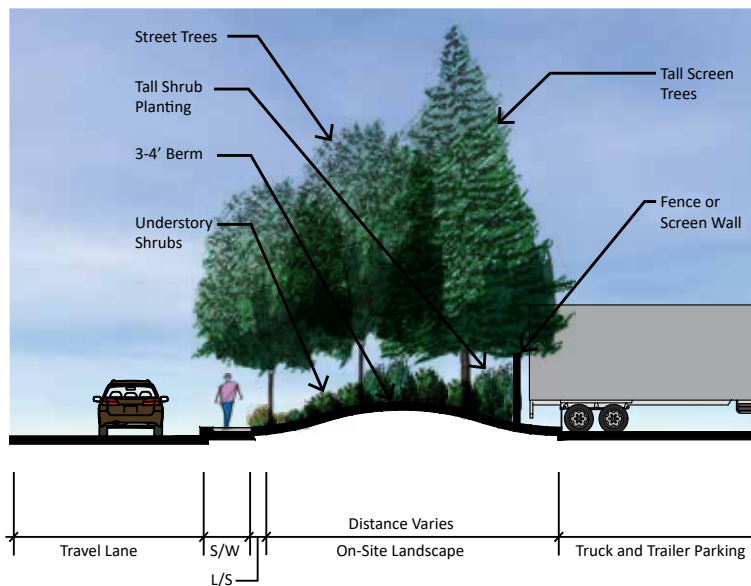 Street Trees
Tall Shrub
Planting
3-4' Berm
Understory
Shrubs
Tall Screen
Trees
Fence or
Screen Wall
Distance Varies
Travel Lane
S/W
On-Site Landscape
Truck and Trailer Parking
L/S